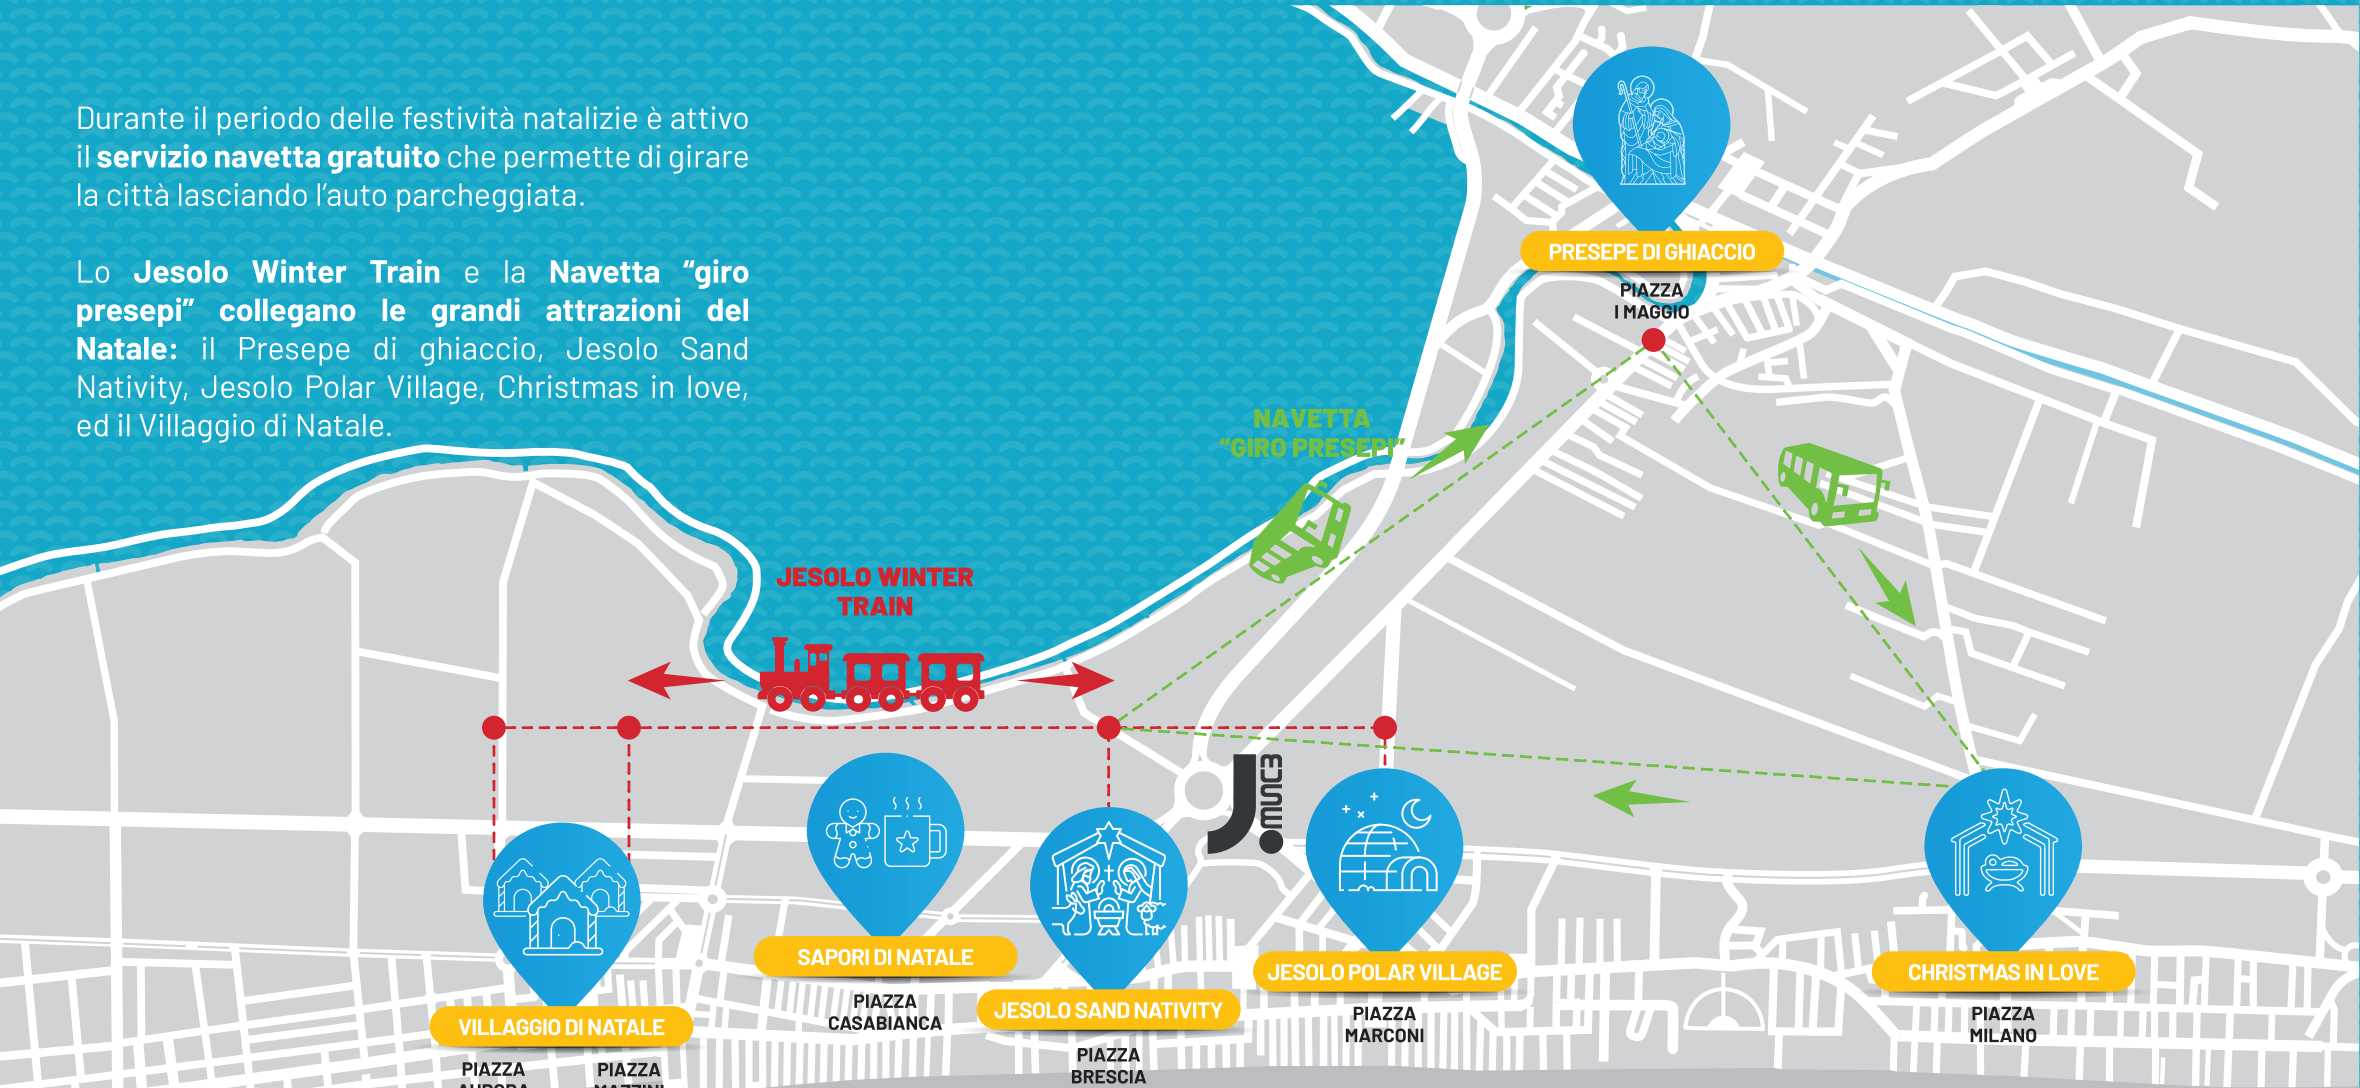 Durante il periodo delle festività natalizie è attivo
il servizio navetta gratuito che permette di girare
la città lasciando l’auto parcheggiata.
Lo Jesolo Winter Train e la Navetta “giro
presepi” collegano le grandi attrazioni del
Natale: il Presepe di ghiaccio, Jesolo Sand
Nativity, Jesolo Polar Village, Christmas in love,
ed il Villaggio di Natale.
PRESEPE DI GHIACCIO
PIAZZA
I MAGGIO
NAVETTA
“GIRO PRESEPI”
JESOLO WINTER
TRAIN
J.MUNC3
SAPORI DI NATALE
PIAZZA
CASABIANCA
JESOLO SAND NATIVITY
PIAZZA
BRESCIA
JESOLO POLAR VILLAGE
PIAZZA
MARCONI
CHRISTMAS IN LOVE
PIAZZA
MILANO
VILLAGGIO DI NATALE
PIAZZA
AURORA
PIAZZA
MAZZINI